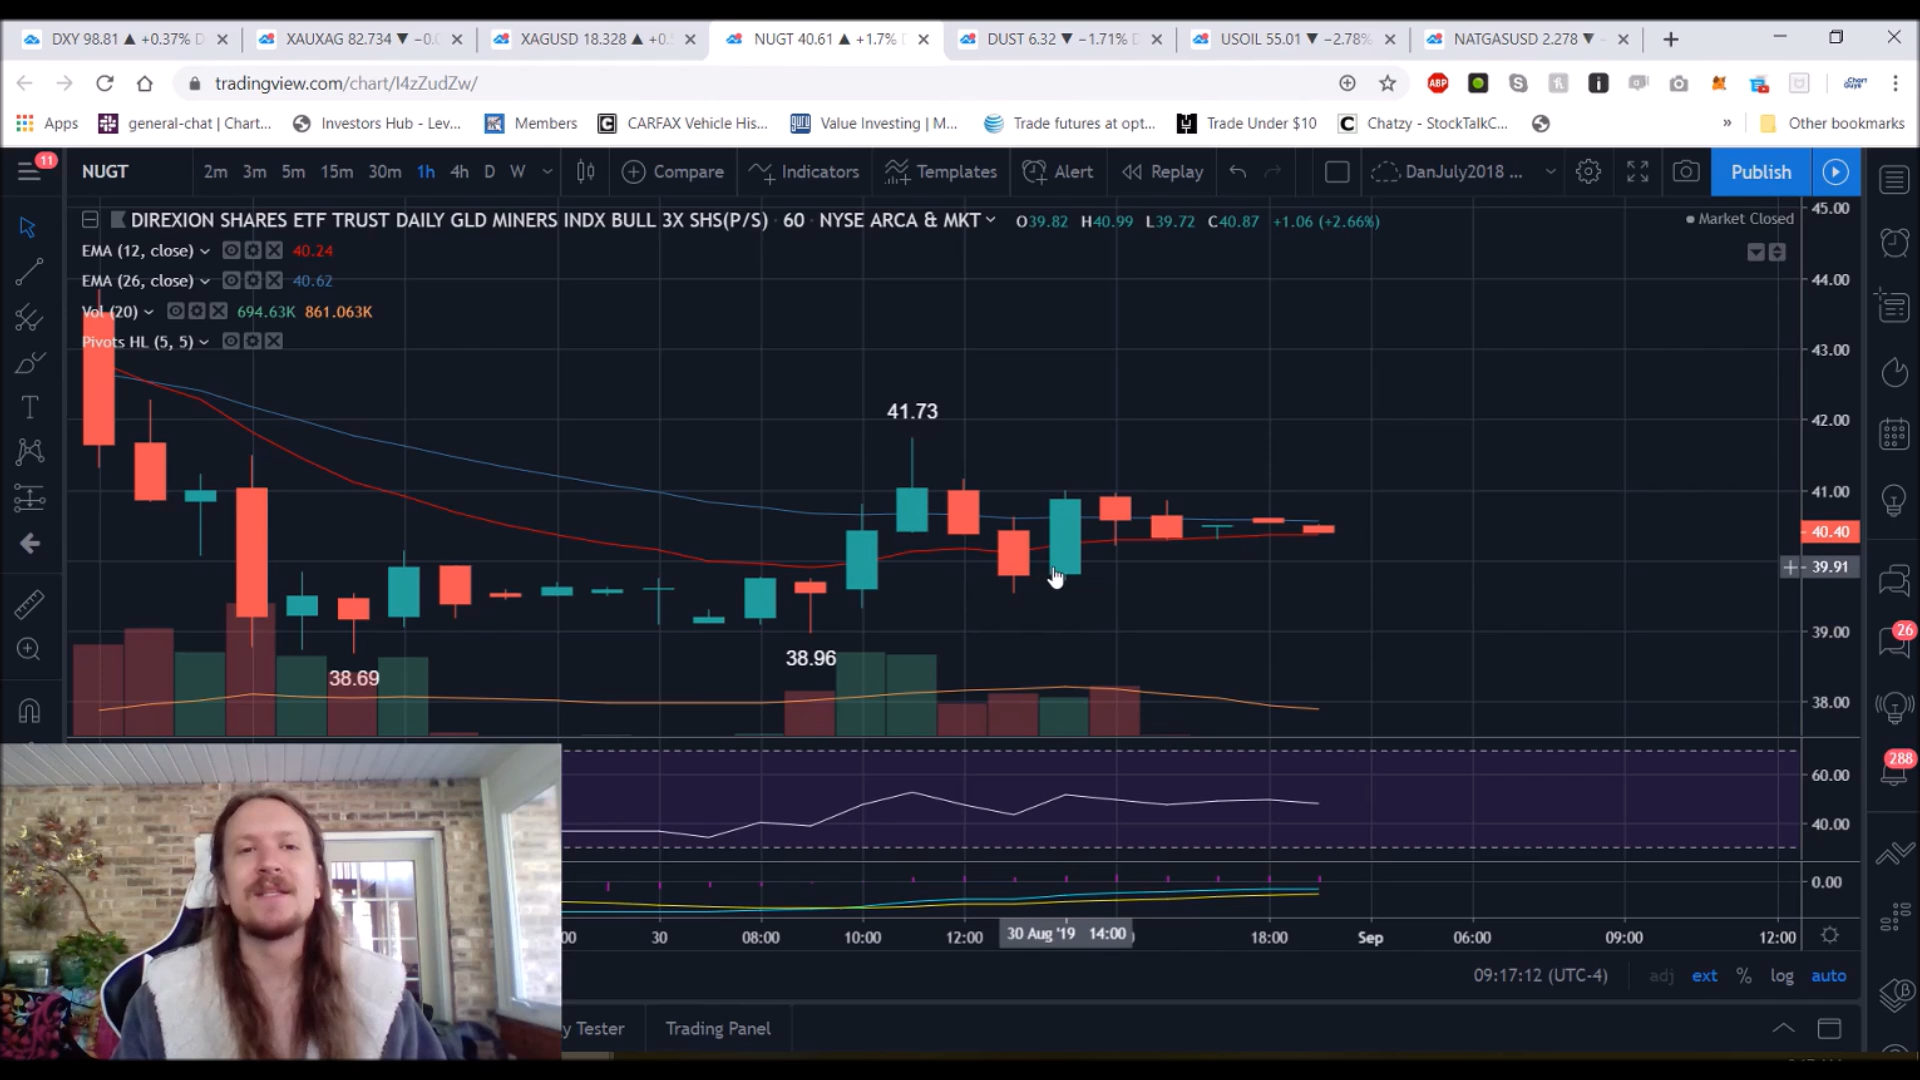 DXY 98.81 ▲ +0.37% D
XAUXAG 82.734 ▼ −0.0
XAGUSD 18.328 ▲ +0.
NUGT 40.61 ▲ +1.7% D
DUST 6.32 ▼ −1.71% D
USOIL 55.01 ▼ −2.78%
NATGASUSD 2.278 ▼
tradingview.com/chart/I4zZudZw/
ABP
Apps
general-chat | Chart...
Investors Hub - Lev...
Members
CARFAX Vehicle His...
Value Investing | M...
Trade futures at opt...
Trade Under $10
Chatzy - StockTalkC...
»
Other bookmarks
11
NUGT
2m 3m 5m 15m 30m 1h 4h D W
Compare
Indicators
Templates
Alert
Replay
DanJuly2018 ...
Publish
DIREXION SHARES ETF TRUST DAILY GLD MINERS INDX BULL 3X SHS(P/S) · 60 · NYSE ARCA & MKT
O39.82 H40.99 L39.72 C40.87 +1.06 (+2.66%)
Market Closed
EMA (12, close) 40.24
EMA (26, close) 40.62
Vol (20) 694.63K 861.063K
Pivots HL (5, 5)
45.00
44.00
43.00
42.00
41.00
40.40
39.91
39.00
38.00
60.00
40.00
0.00
41.73
38.96
38.69
26
288
00 30 08:00 10:00 12:00 30 Aug '19 14:00 18:00 Sep 06:00 09:00 12:00
09:17:12 (UTC-4) adj ext % log auto
y Tester
Trading Panel